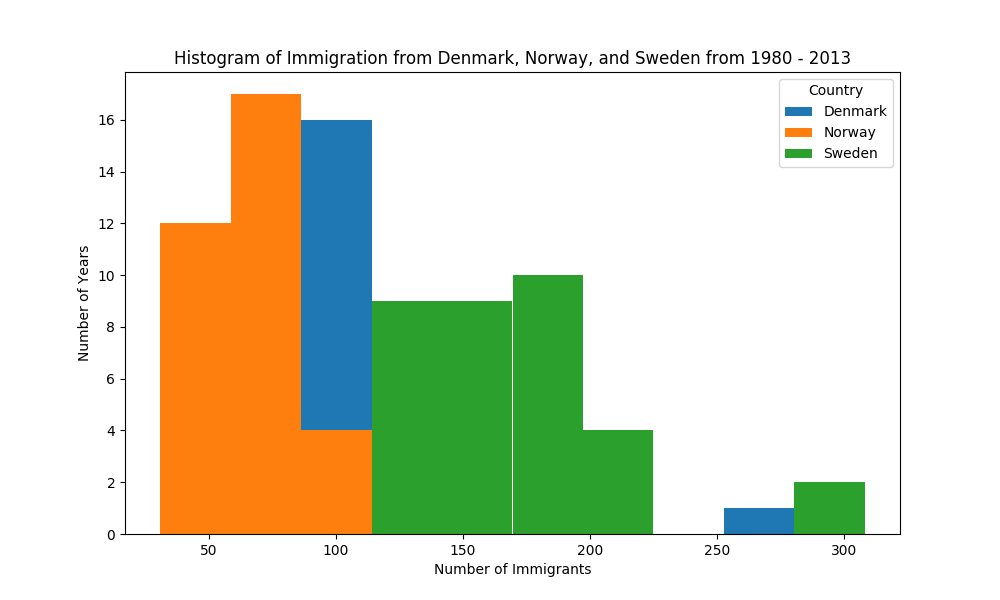 Histogram of Immigration from Denmark, Norway, and Sweden from 1980 - 2013
Country
Denmark
Norway
Sweden
16
14
12
10
8
6
4
2
0
Number of Years
50 100 150 200 250 300
Number of Immigrants